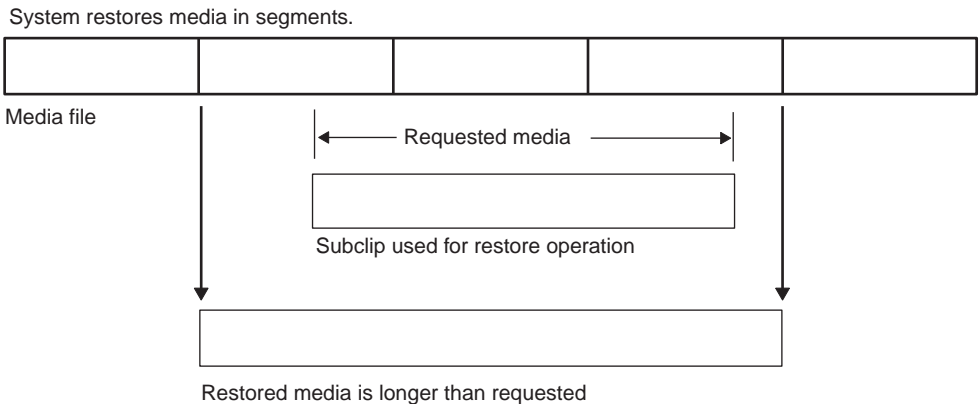 System restores media in segments.
Media file
Requested media
Subclip used for restore operation
Restored media is longer than requested